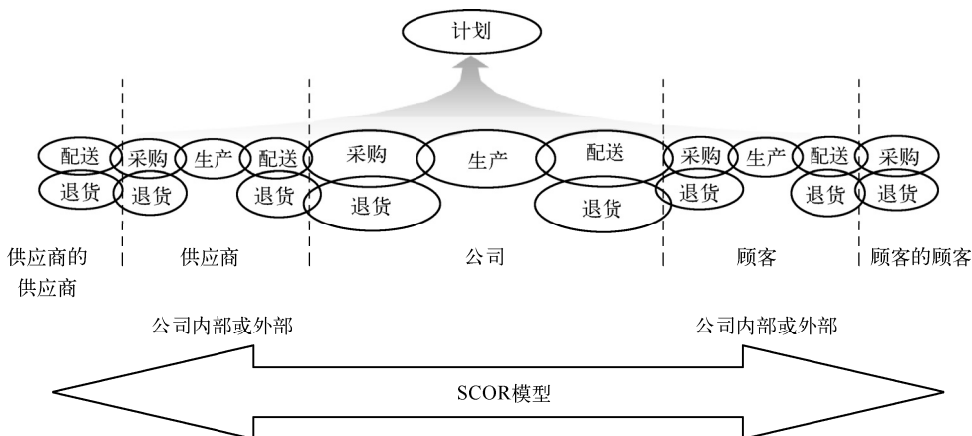 计划
配送 采购 生产 配送 采购 生产 配送 采购 生产 配送 采购
退货 退货 退货 退货 退货 退货 退货 退货
供应商的 供应商 公司 顾客 顾客的顾客
供应商
公司内部或外部 公司内部或外部
SCOR模型